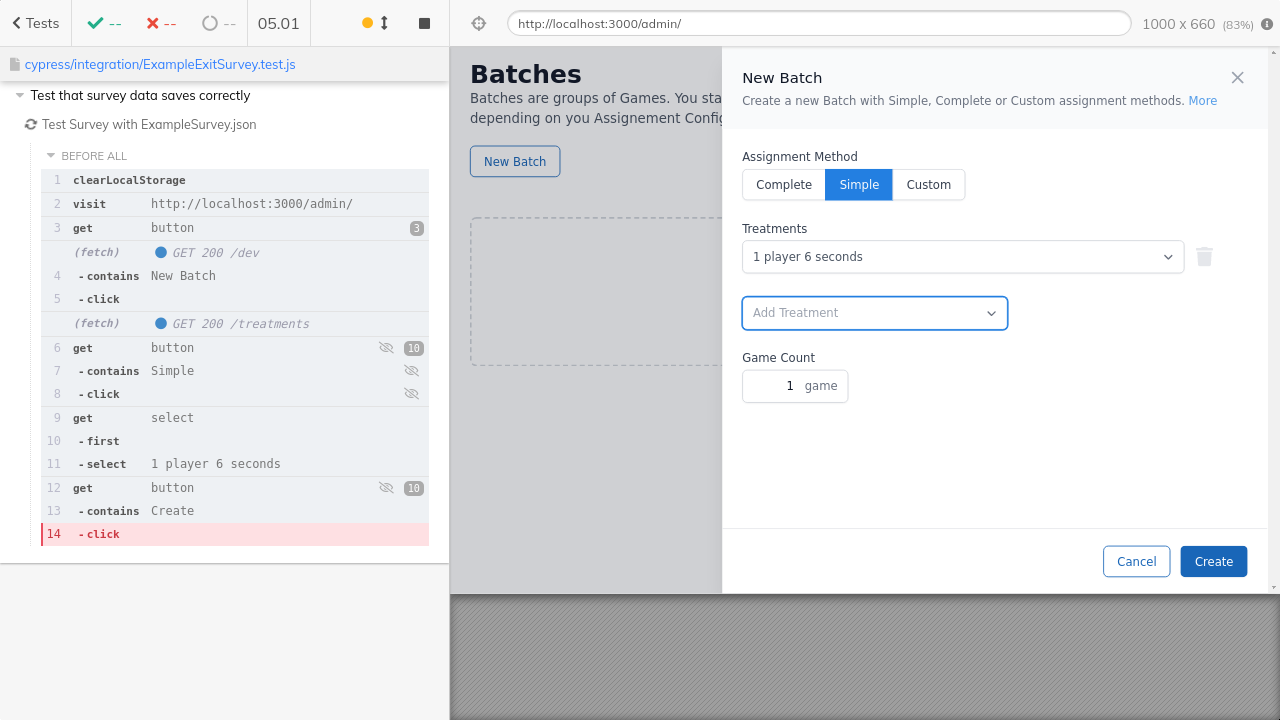 Tests
--
--
--
05.01
http://localhost:3000/admin/
1000 x 660 (83%)
cypress/integration/ExampleExitSurvey.test.js
Test that survey data saves correctly
Test Survey with ExampleSurvey.json
BEFORE ALL
1 clearLocalStorage
2 visit http://localhost:3000/admin/
3 get button 3
(fetch) GET 200 /dev
4 - contains New Batch
5 - click
(fetch) GET 200 /treatments
6 get button 10
7 - contains Simple
8 - click
9 get select
10 - first
11 - select 1 player 6 seconds
12 get button 10
13 - contains Create
14 - click
Batches
Batches are groups of Games. You sta
depending on you Assignement Config
New Batch
New Batch
Create a new Batch with Simple, Complete or Custom assignment methods. More
Assignment Method
Complete Simple Custom
Treatments
1 player 6 seconds
Add Treatment
Game Count
1 game
Cancel Create